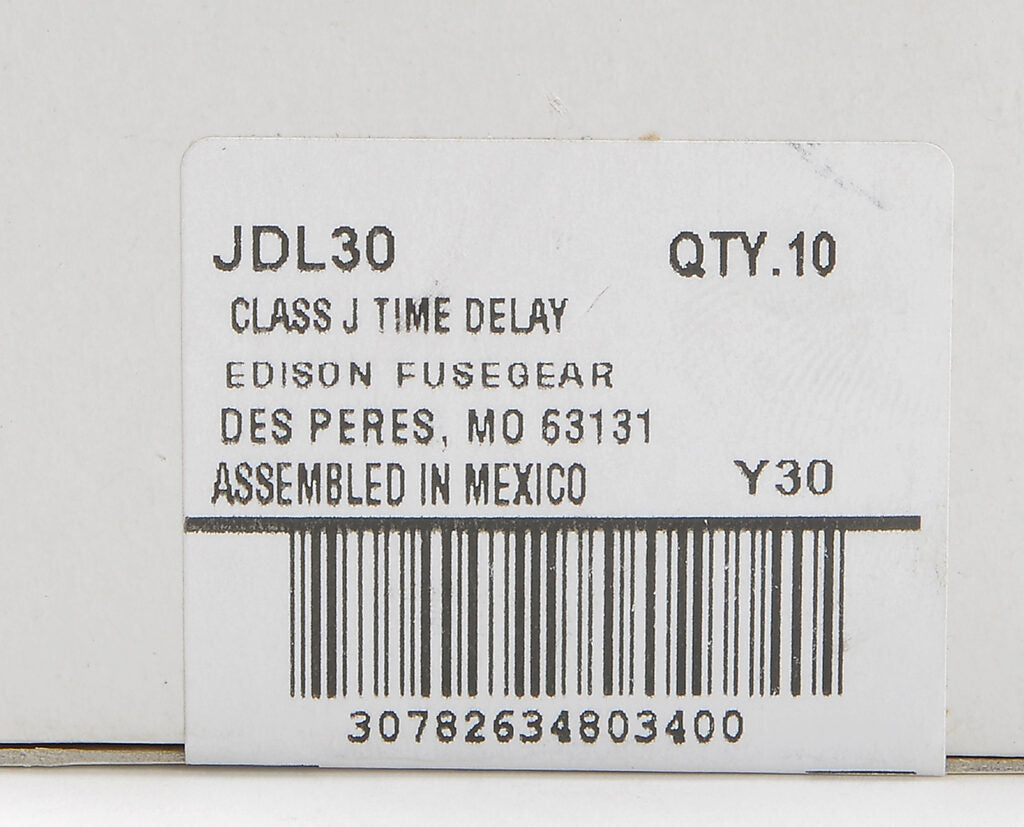 JDL30 QTY.10
CLASS J TIME DELAY
EDISON FUSEGEAR
DES PERES, MO 63131
ASSEMBLED IN MEXICO Y30
30782634803400